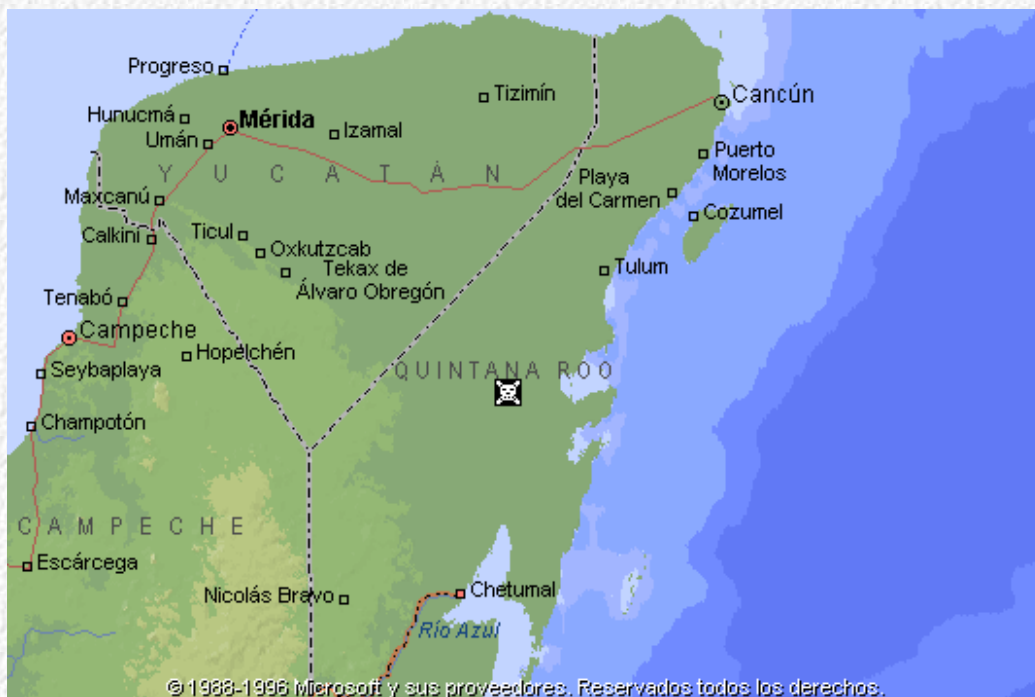 Progreso
Tizimín
Cancún
Hunucmá
Mérida
Umán
Izamal
Puerto
Morelos
YUCATÁN
Playa
del Carmen
Maxcanú
Cozumel
Ticul
Calkiní
Oxkutzcab
Tekax de
Álvaro Obregón
Tulum
Tenabó
Campeche
Hopelchén
Seybaplaya
QUINTANA ROO
Champotón
CAMPECHE
Escárcega
Nicolás Bravo
Chetumal
Río Azul
© 1988-1996 Microsoft y sus proveedores. Reservados todos los derechos.